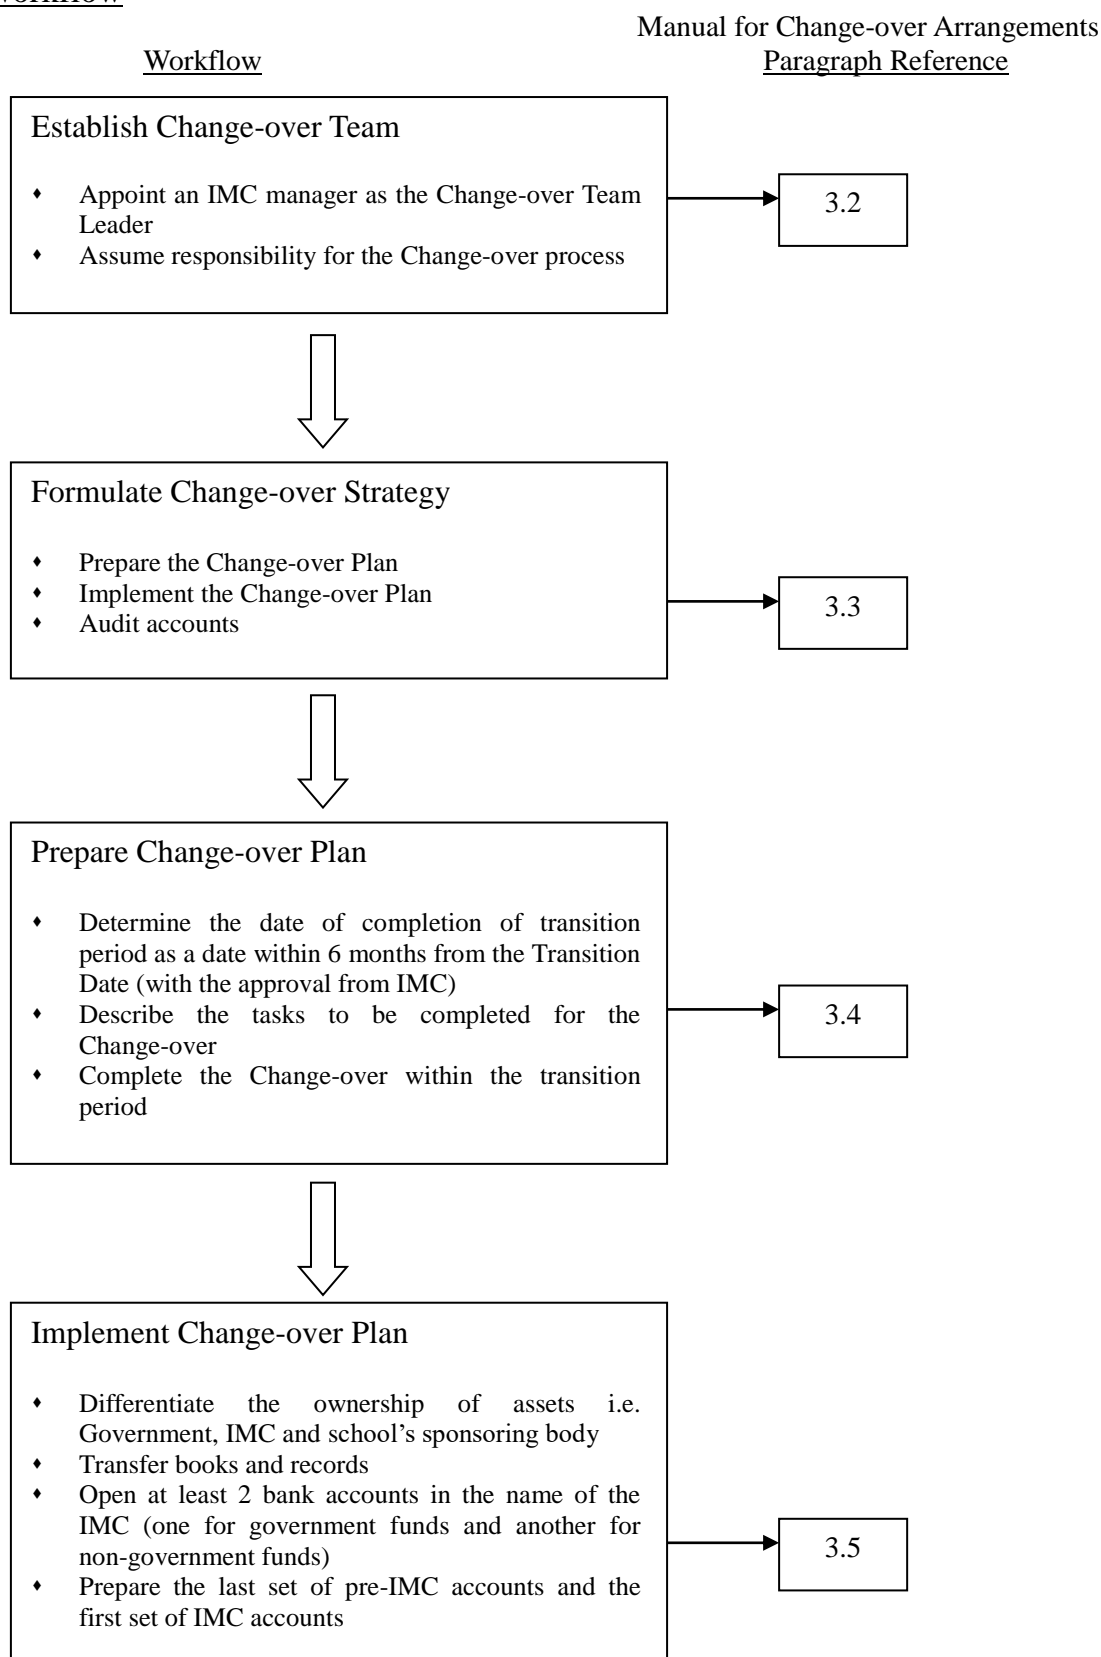 Workflow
Manual for Change-over Arrangements
Workflow
Paragraph Reference
Establish Change-over Team
♦ Appoint an IMC manager as the Change-over Team
Leader
♦ Assume responsibility for the Change-over process
3.2
Formulate Change-over Strategy
♦ Prepare the Change-over Plan
♦ Implement the Change-over Plan
♦ Audit accounts
3.3
Prepare Change-over Plan
♦ Determine the date of completion of transition
period as a date within 6 months from the Transition
Date (with the approval from IMC)
♦ Describe the tasks to be completed for the
Change-over
♦ Complete the Change-over within the transition
period
3.4
Implement Change-over Plan
♦ Differentiate the ownership of assets i.e.
Government, IMC and school's sponsoring body
♦ Transfer books and records
♦ Open at least 2 bank accounts in the name of the
IMC (one for government funds and another for
non-government funds)
♦ Prepare the last set of pre-IMC accounts and the
first set of IMC accounts
3.5